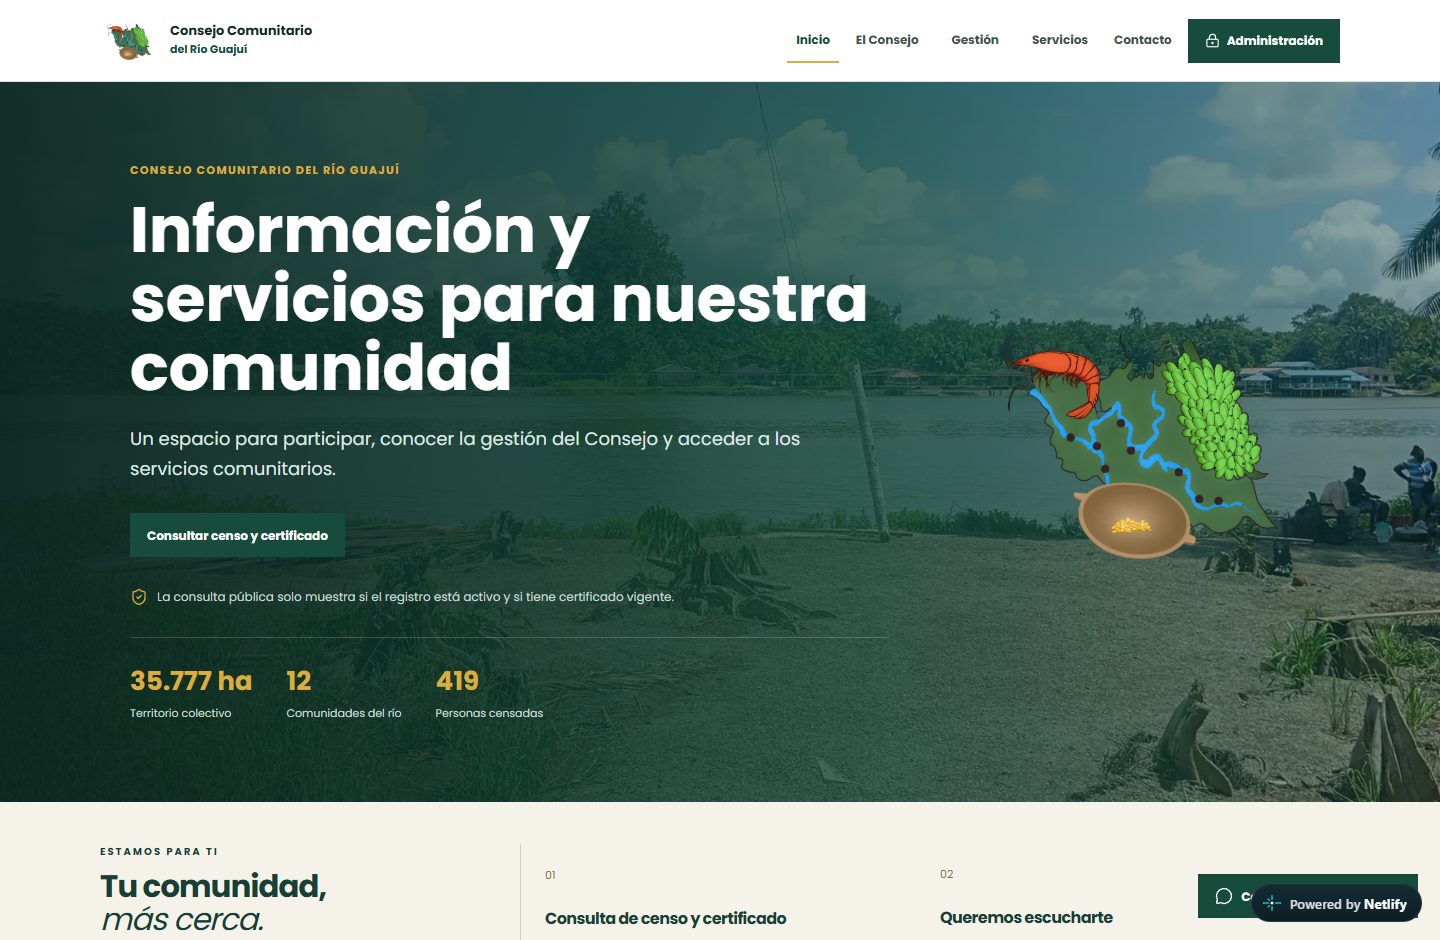 Consejo Comunitario
del Río Guajuí
Inicio
El Consejo
Gestión
Servicios
Contacto
Administración
CONSEJO COMUNITARIO DEL RÍO GUAJUÍ
Información y
servicios para nuestra
comunidad
Un espacio para participar, conocer la gestión del Consejo y acceder a los
servicios comunitarios.
Consultar censo y certificado
La consulta pública solo muestra si el registro está activo y si tiene certificado vigente.
35.777 ha
12
419
Territorio colectivo
Comunidades del río
Personas censadas
ESTAMOS PARA TI
Tu comunidad,
más cerca.
01
Consulta de censo y certificado
02
Queremos escucharte
Powered by Netlify